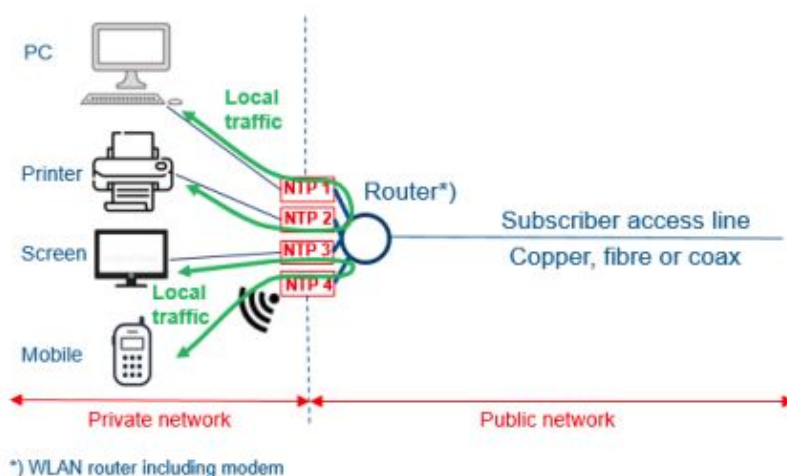 PC
Local
traffic
Printer
NTP 1
NTP 2
NTP 3
NTP 4
Router*)
Subscriber access line
Copper, fibre or coax
Screen
Local
traffic
Mobile
Private network
Public network
*) WLAN router including modem